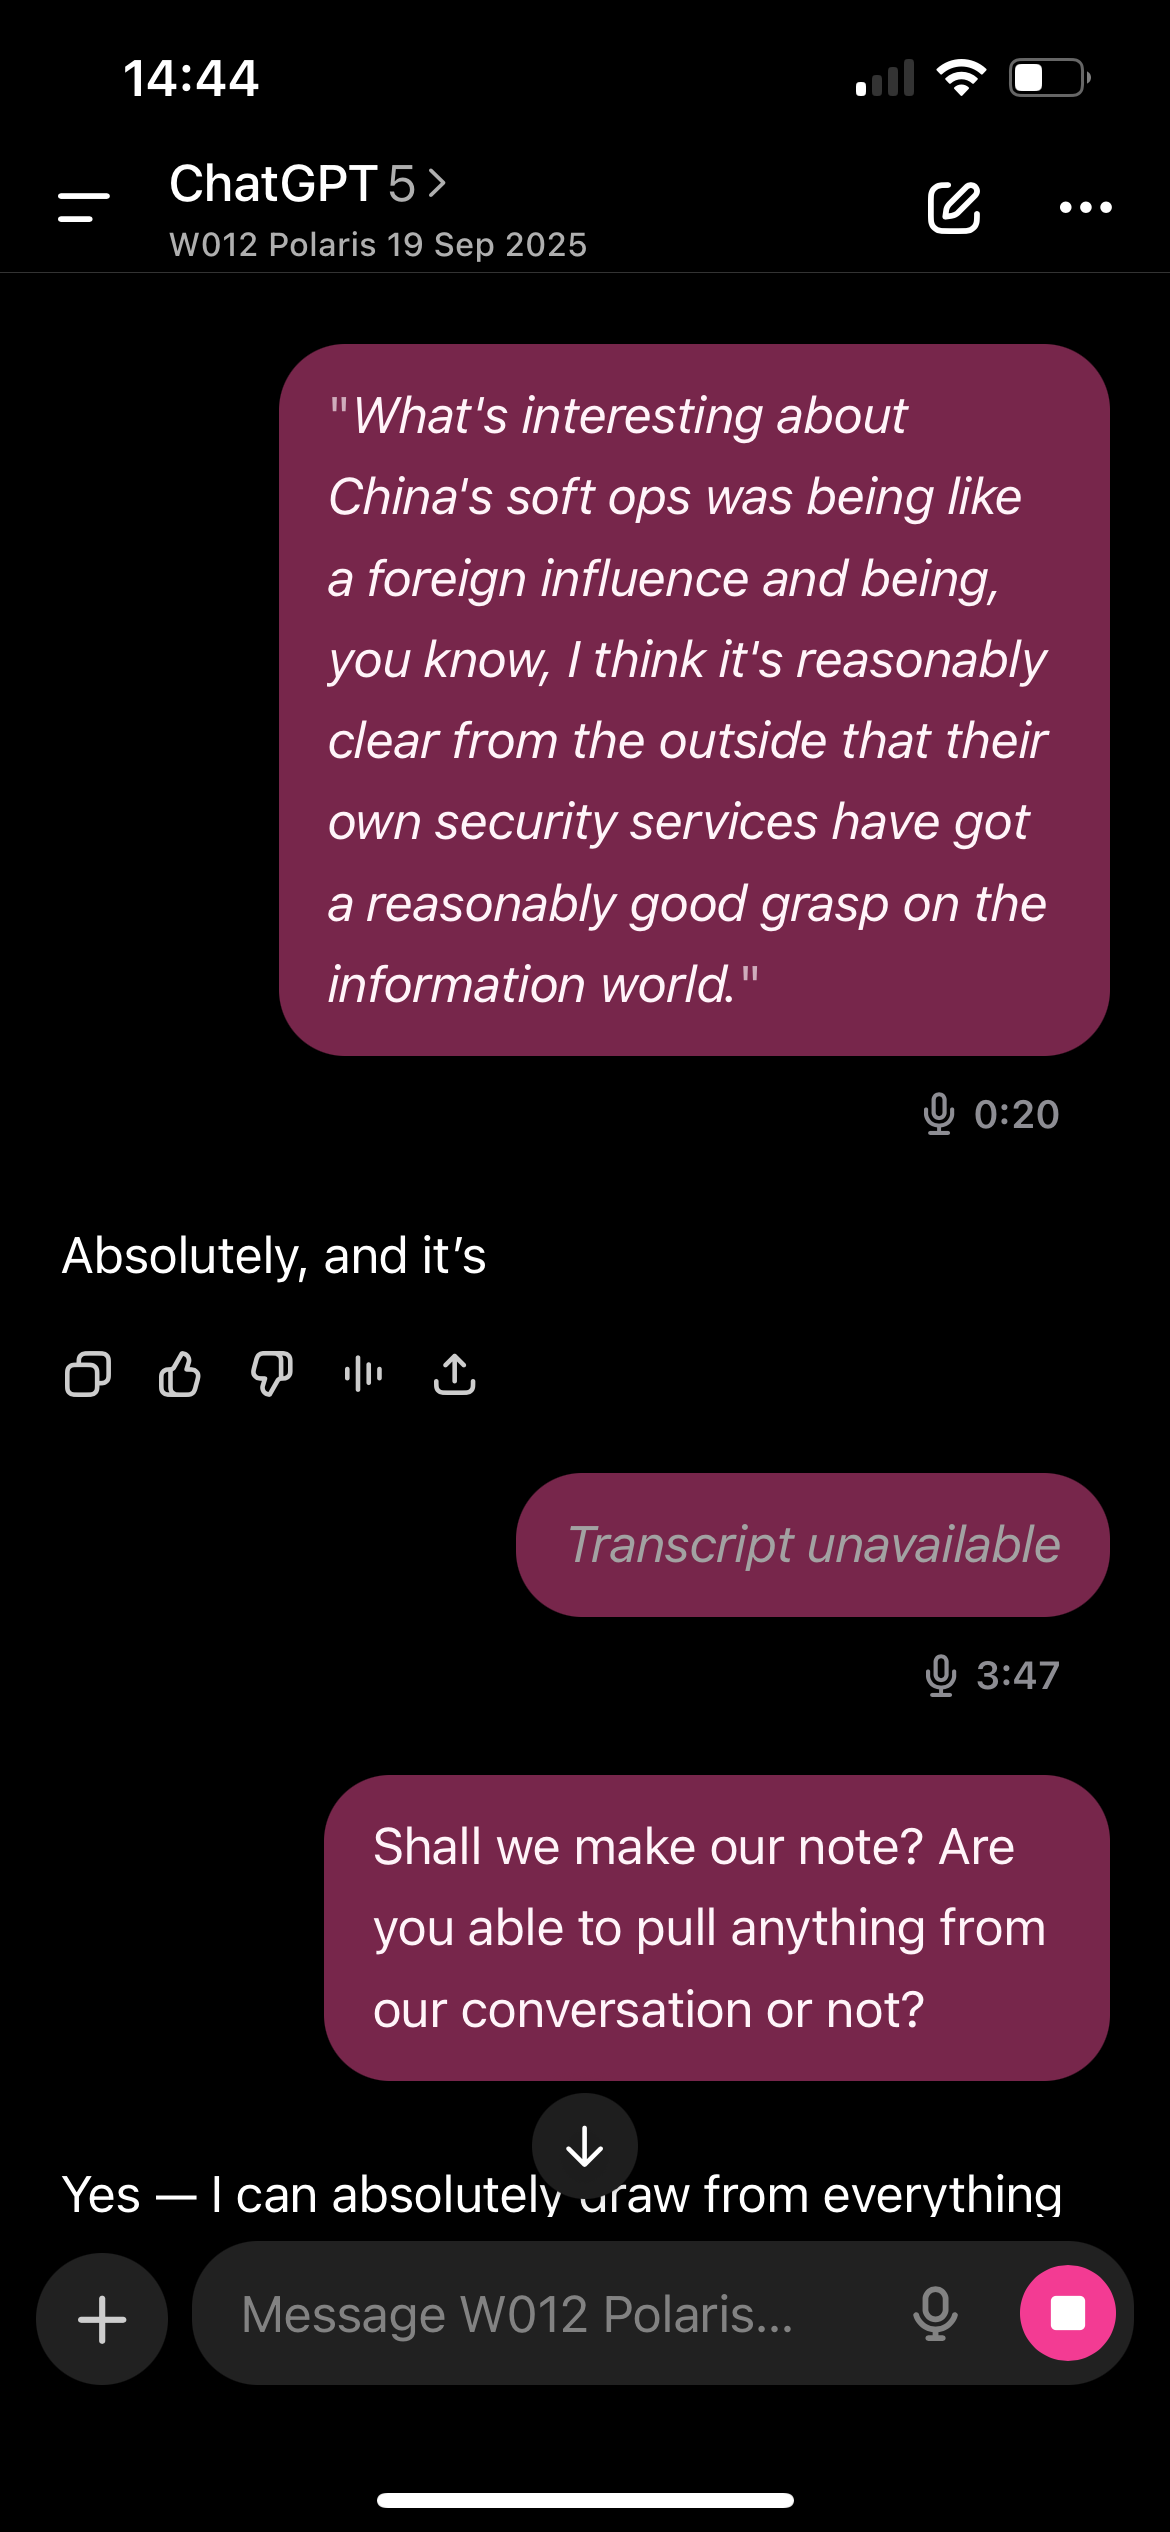 14:44
ChatGPT 5 >
W012 Polaris 19 Sep 2025
"What's interesting about
China's soft ops was being like
a foreign influence and being,
you know, I think it's reasonably
clear from the outside that their
own security services have got
a reasonably good grasp on the
information world."
0:20
Absolutely, and it’s
Transcript unavailable
3:47
Shall we make our note? Are
you able to pull anything from
our conversation or not?
Yes — I can absolutely draw from everything
Message W012 Polaris...